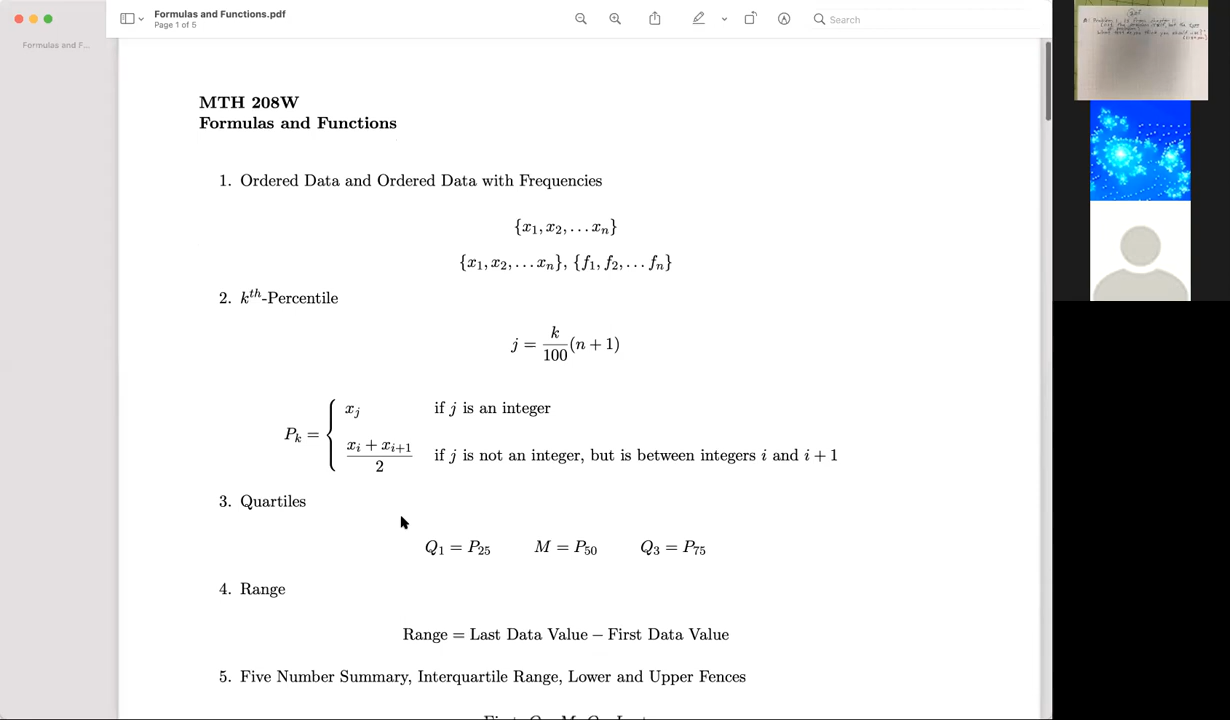 Formulas and Functions.pdf
Page 1 of 5
Search
Formulas and F...
MTH 208W
Formulas and Functions
1. Ordered Data and Ordered Data with Frequencies
{x₁, x₂, . . . xₙ}
{x₁, x₂, . . . xₙ}, {f₁, f₂, . . . fₙ}
2. kᵗʰ-Percentile
j = k/100 (n + 1)
Pₖ = { xⱼ if j is an integer
(xᵢ + xᵢ₊₁)/2 if j is not an integer, but is between integers i and i + 1
3. Quartiles
Q₁ = P₂₅ M = P₅₀ Q₃ = P₇₅
4. Range
Range = Last Data Value − First Data Value
5. Five Number Summary, Interquartile Range, Lower and Upper Fences